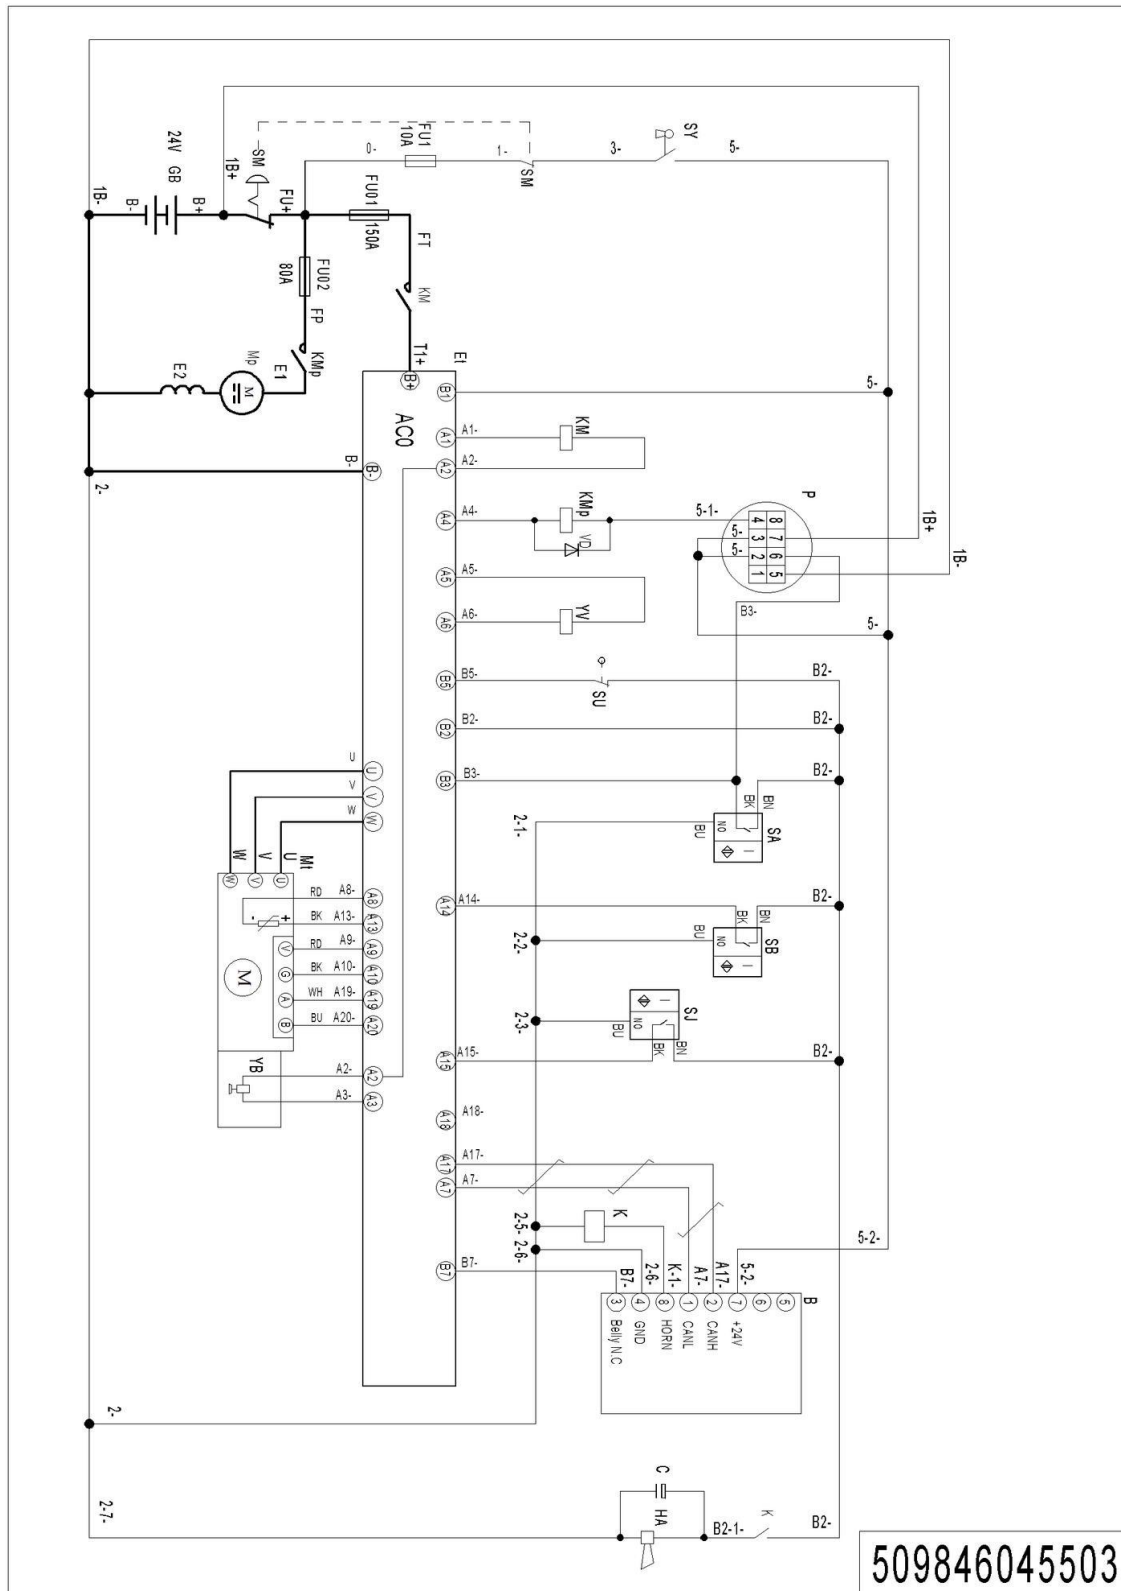 FU1
10A
0-
1-
SM
3-
SY
5-
24V GB
SM
1B+
FU+
B+
B-
1B-
FU01
150A
FT
FU02
80A
FP
KM
KMp
E1
Mp
M
E2
T1+
Et
B+
AC0
B1
5-
A1
A1-
KM
A2
A2-
B-
B-
2-
A4
A4-
KMp
VD
5-1-
P
4
8
3
7
2
6
1
5
5-
5-
1B+
1B-
A5
A5-
YV
A6
A6-
B3-
5-
B5
B5-
SU
B2-
B2
B2-
B2-
B3
B3-
B2-
U
U
V
V
W
W
W
V
U
Mt
W
V
U
BK
BN
SA
BU
NO
I
2-1-
A8
A8-
RD
A13
A13-
BK
+
-
A9
A9-
RD
V
A10
A10-
BK
G
A19
A19-
WH
A
A20
A20-
BU
B
M
A14
A14-
B2-
BK
BN
SB
BU
NO
I
2-2-
SJ
I
NO
BU
BK
BN
2-3-
A15
A15-
B2-
YB
A2
A2-
A3
A3-
A18
A18-
A17
A17-
A7
A7-
K
2-5-
2-6-
5-2-
B7
B7-
B7-
2-6-
K-1-
A7-
A17-
5-2-
B
3
4
8
1
2
7
6
5
Belly N.C
GND
HORN
CANL
CANH
+24V
2-
2-7-
C
HA
B2-1-
K
B2-
509846045503